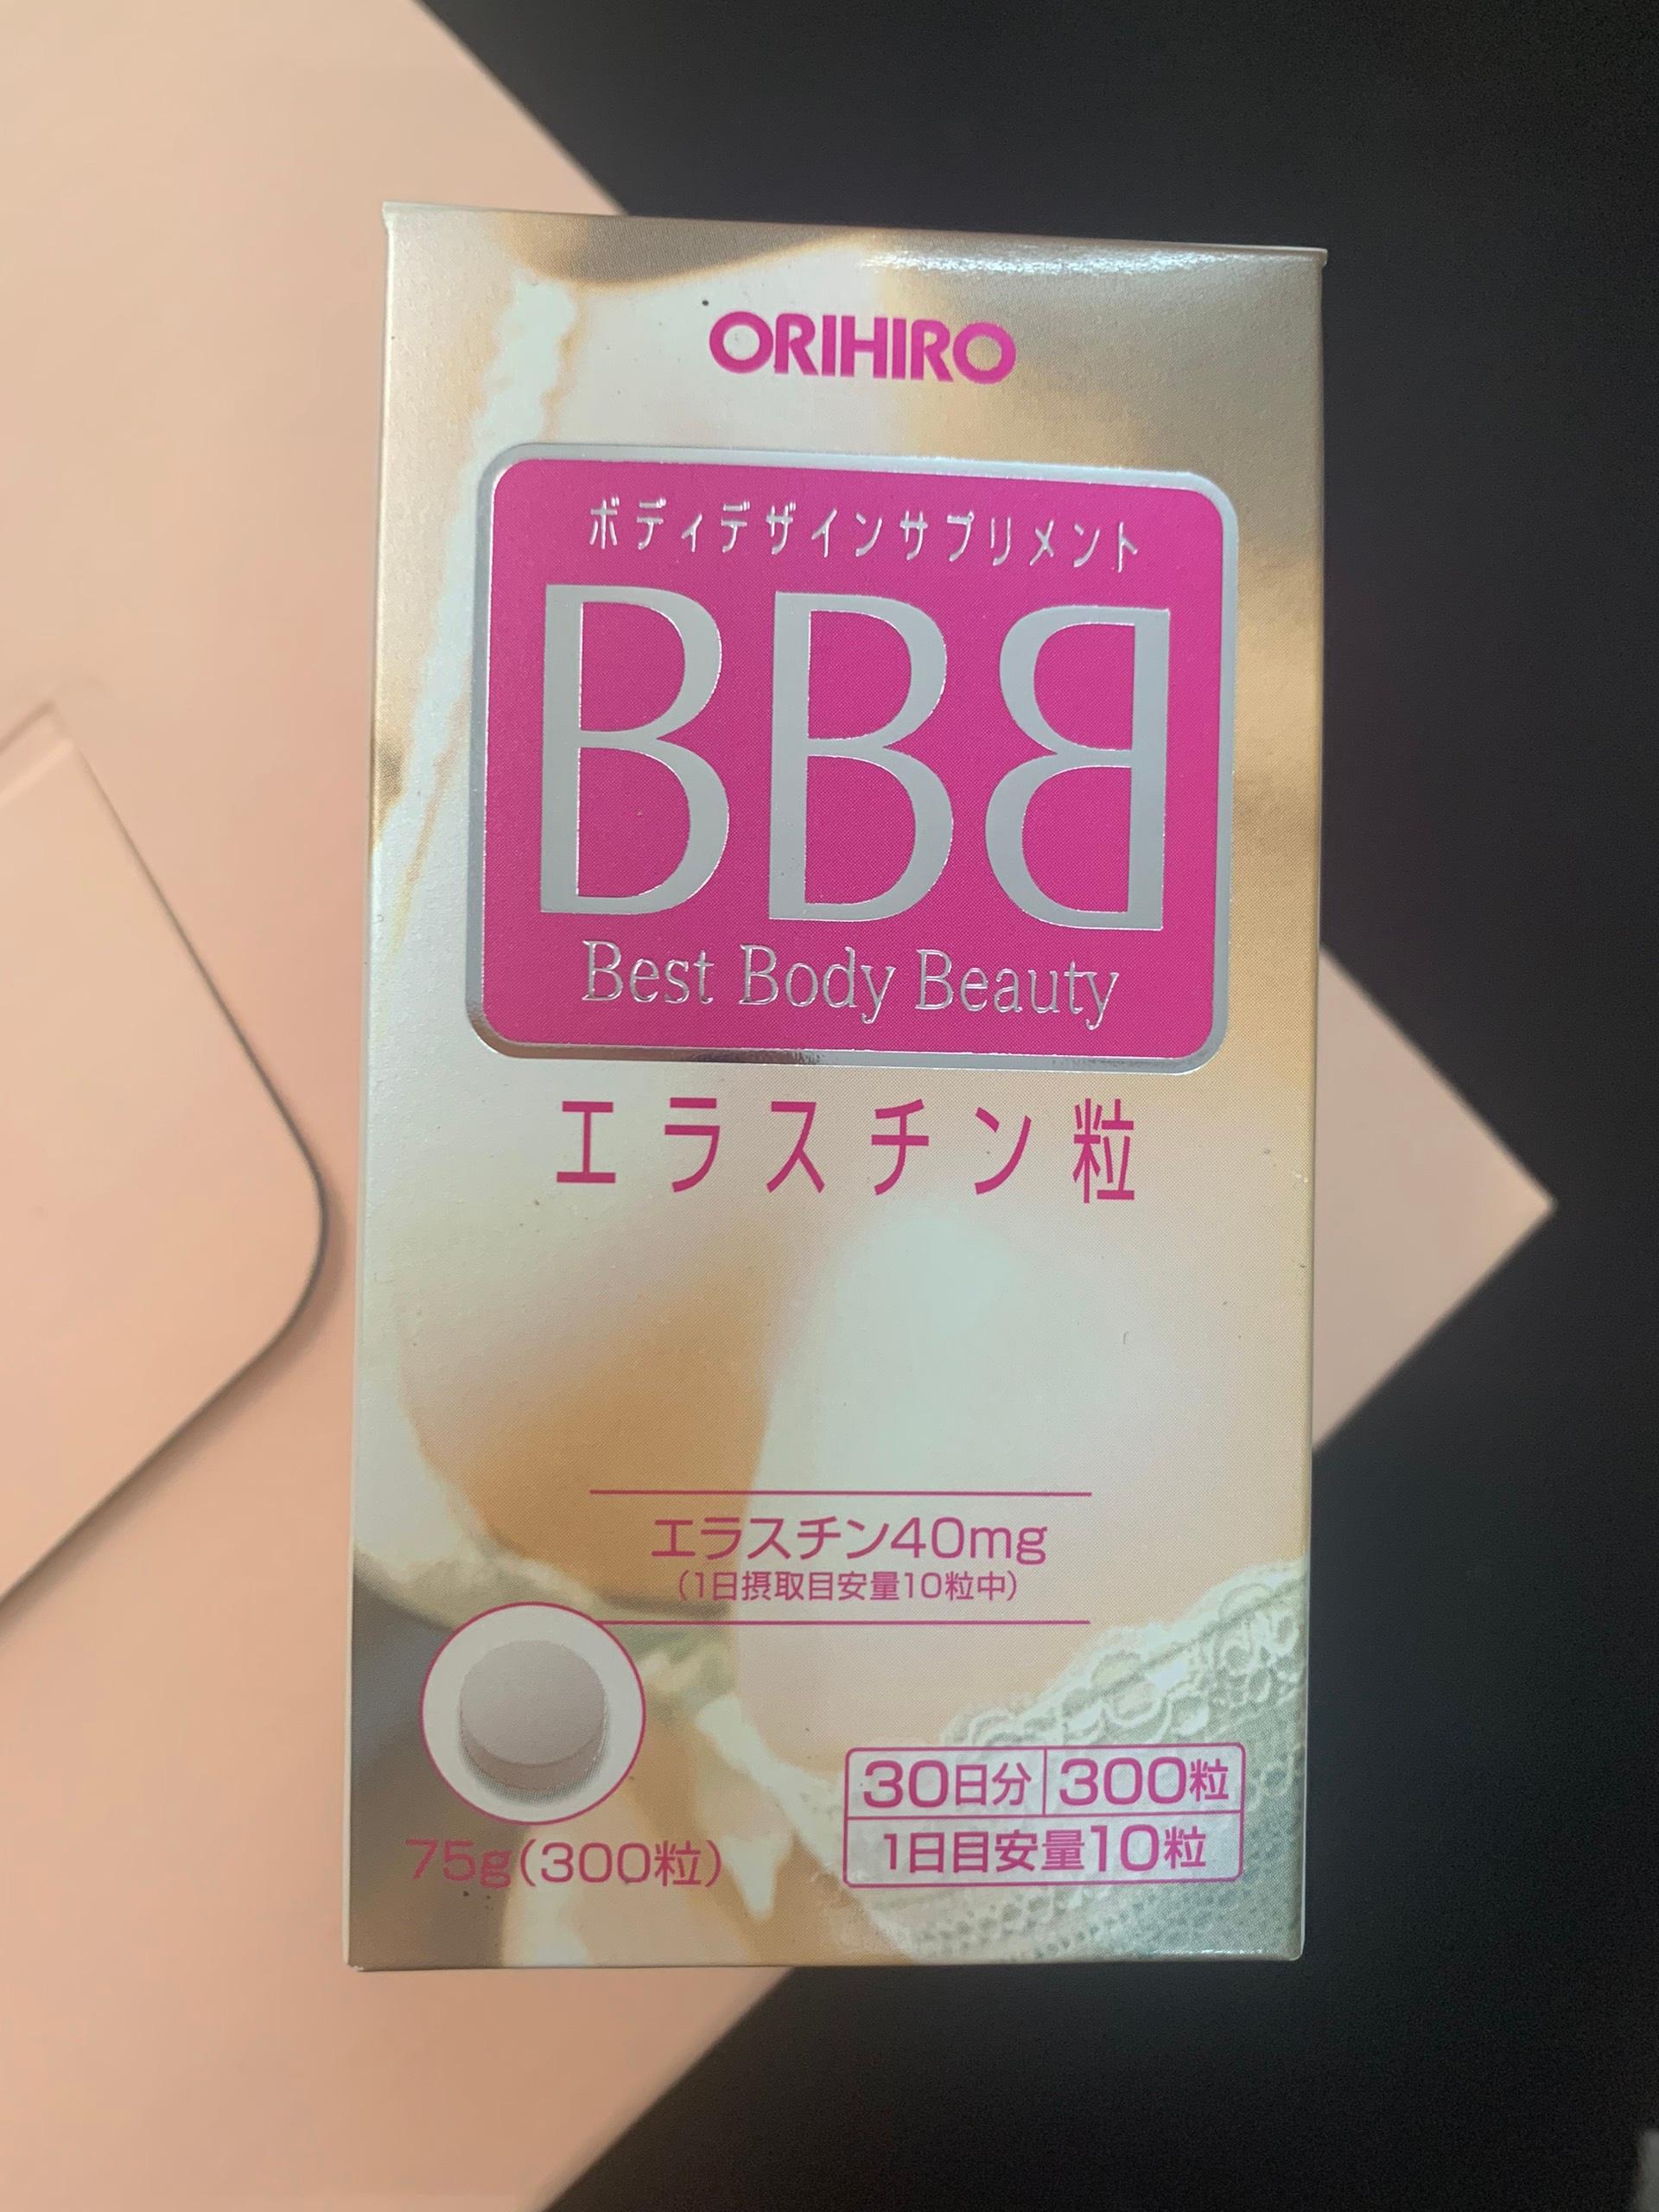 ORIHIRO
ボディデザインサプリメント
BBB
Best Body Beauty
エラスチン粒
エラスチン40mg
(1日摂取目安量10粒中)
75g(300粒)
30日分 300粒
1日目安量10粒